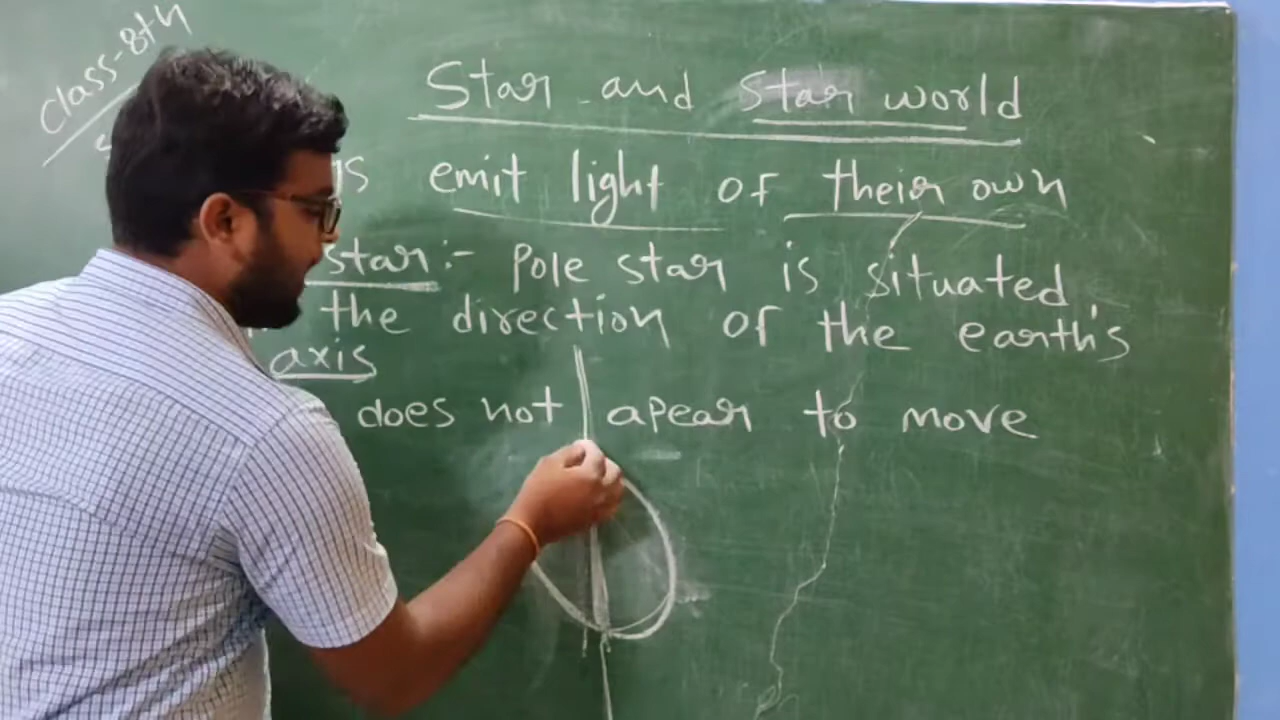 class-8th
Star and star world
emit light of their own
star:- Pole star is situated
the direction of the earth's
axis
does not apear to move